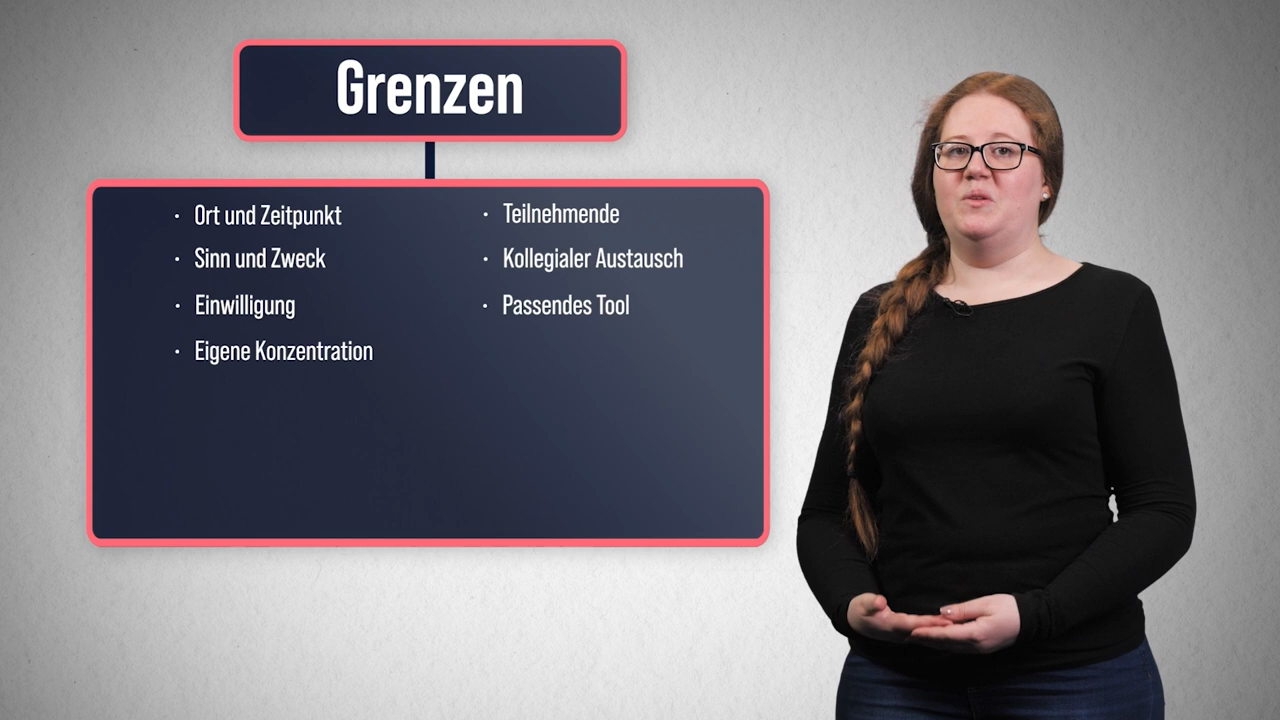 Grenzen
· Ort und Zeitpunkt
· Sinn und Zweck
· Einwilligung
· Eigene Konzentration
· Teilnehmende
· Kollegialer Austausch
· Passendes Tool